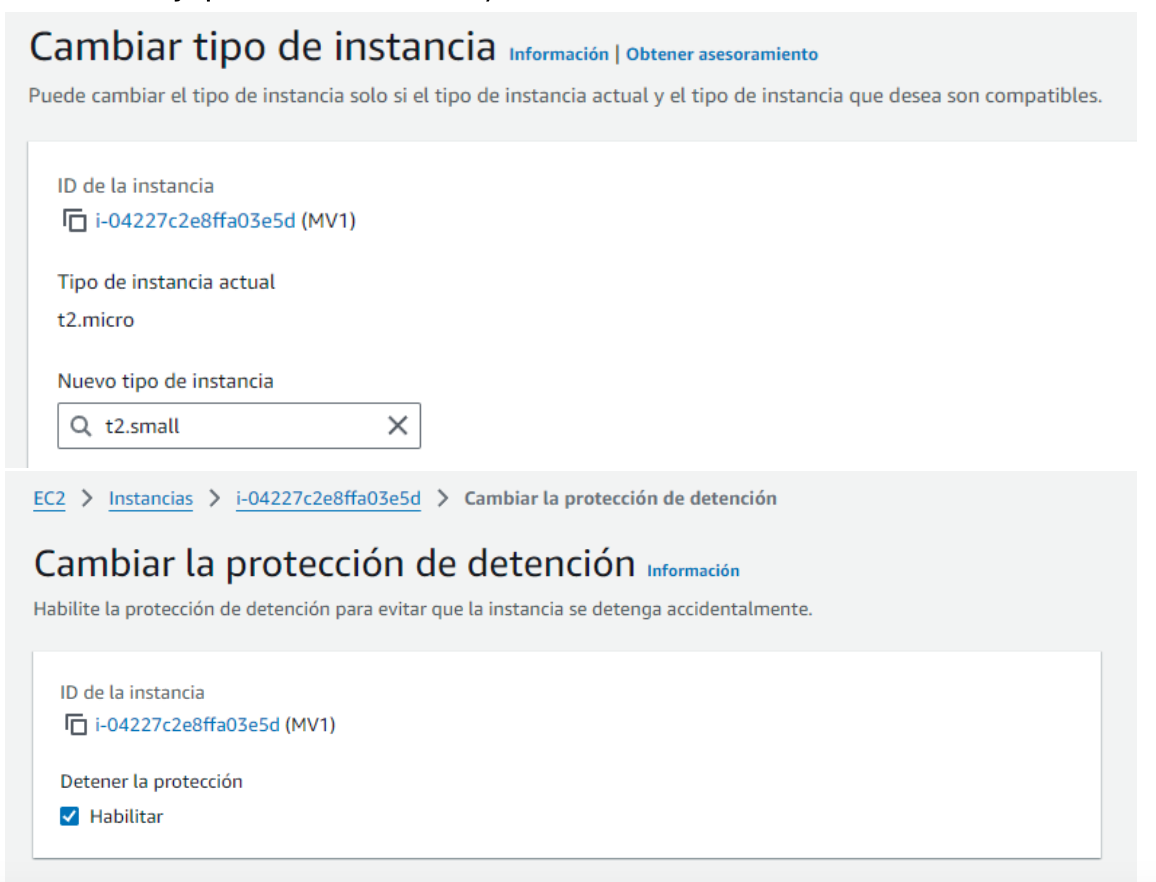 Cambiar tipo de instancia Información | Obtener asesoramiento
Puede cambiar el tipo de instancia solo si el tipo de instancia actual y el tipo de instancia que desea son compatibles.
ID de la instancia
i-04227c2e8ffa03e5d (MV1)
Tipo de instancia actual
t2.micro
Nuevo tipo de instancia
t2.small
EC2 > Instancias > i-04227c2e8ffa03e5d > Cambiar la protección de detención
Cambiar la protección de detención Información
Habilite la protección de detención para evitar que la instancia se detenga accidentalmente.
ID de la instancia
i-04227c2e8ffa03e5d (MV1)
Detener la protección
Habilitar